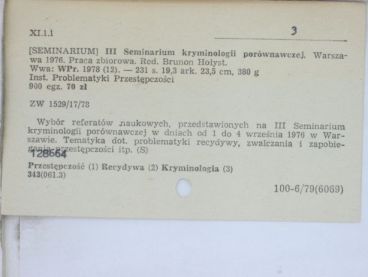 XI.1.1
3
[SEMINARIUM] III Seminarium kryminologii porównawczej. Warsza-
wa 1976. Praca zbiorowa. Red. Brunon Hołyst.
Wwa: WPr. 1978 (12). — 231 s. 19,3 ark. 23,5 cm, 380 g
Inst. Problematyki Przestępczości
900 egz. 70 zł
ZW 1529/17/78
Wybór referatów naukowych, przedstawionych na III Seminarium
kryminologii porównawczej w dniach od 1 do 4 września 1976 w War-
szawie. Tematyka dot. problematyki recydywy, zwalczania i zapobie-
gania przestępczości itp. (S)
128664
Przestępczość (1) Recydywa (2) Kryminologia (3)
343(061.3)
100-6/79(6069)